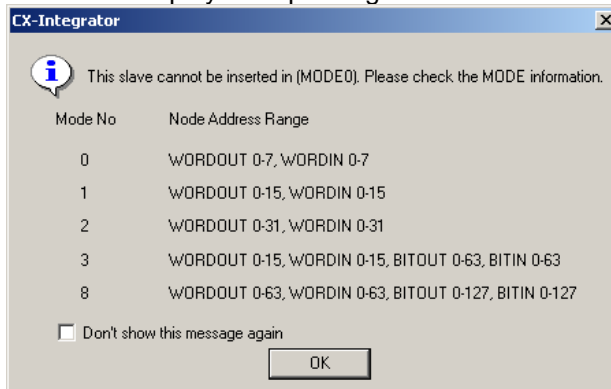 CX-Integrator
This slave cannot be inserted in (MODE0). Please check the MODE information.
Mode No Node Address Range
0 WORDOUT 0-7, WORDIN 0-7
1 WORDOUT 0-15, WORDIN 0-15
2 WORDOUT 0-31, WORDIN 0-31
3 WORDOUT 0-15, WORDIN 0-15, BITOUT 0-63, BITIN 0-63
8 WORDOUT 0-63, WORDIN 0-63, BITOUT 0-127, BITIN 0-127
Don't show this message again
OK